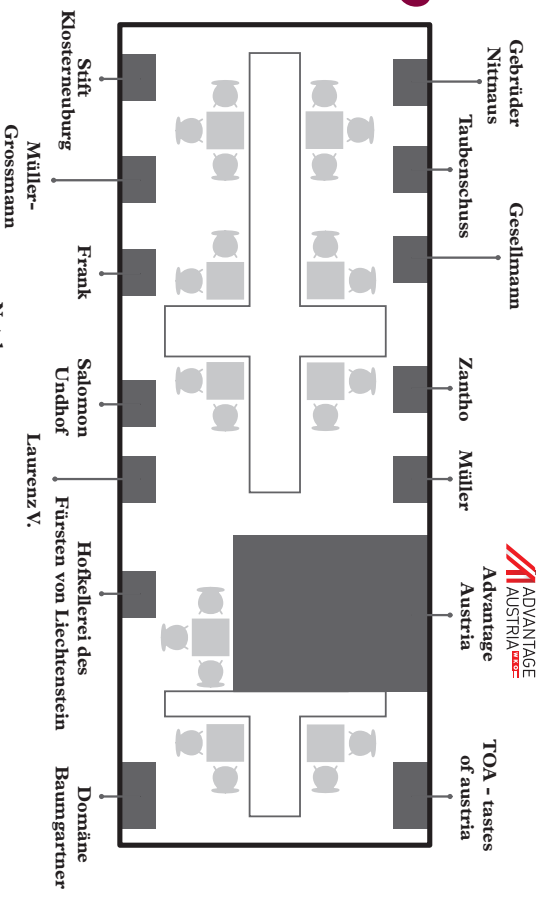 Gebrüder
Nittnaus
Taubenschuss
Gesellmann
Zantho
Müller
ADVANTAGE
AUSTRIA WKO
Advantage
Austria
TOA - tastes
of austria
Stift
Klosterneuburg
Müller-
Grossmann
Frank
Salomon
Undhof
Laurenz V.
Hofkellerei des
Fürsten von Liechtenstein
Domäne
Baumgartner